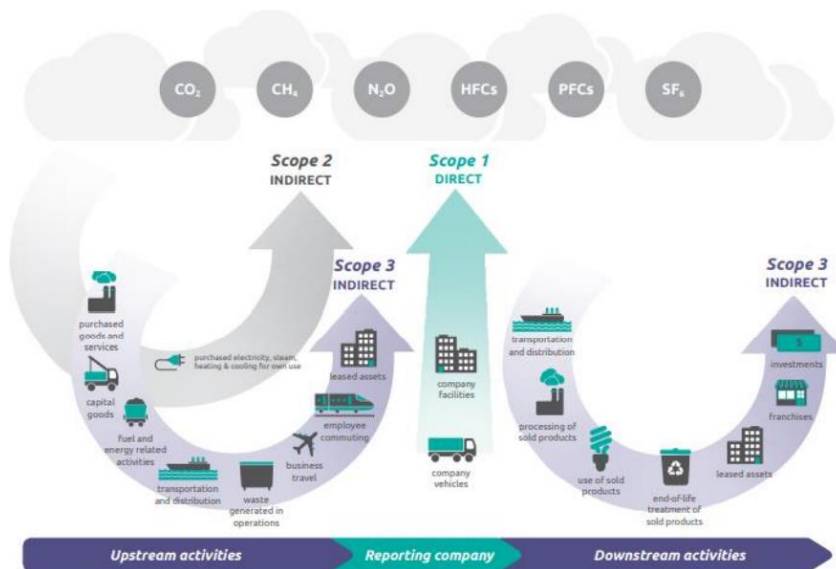 CO₂ CH₄ N₂O HFCs PFCs SF₆
Scope 2
INDIRECT
Scope 1
DIRECT
Scope 3
INDIRECT
Scope 3
INDIRECT
purchased
goods and
services
capital
goods
fuel and
energy related
activities
purchased electricity, steam,
heating & cooling for own use
transportation
and distribution
waste
generated in
operations
business
travel
employee
commuting
leased assets
company
facilities
company
vehicles
transportation
and distribution
processing of
sold products
use of sold
products
end-of-life
treatment of
sold products
leased assets
franchises
$
investments
Upstream activities
Reporting company
Downstream activities